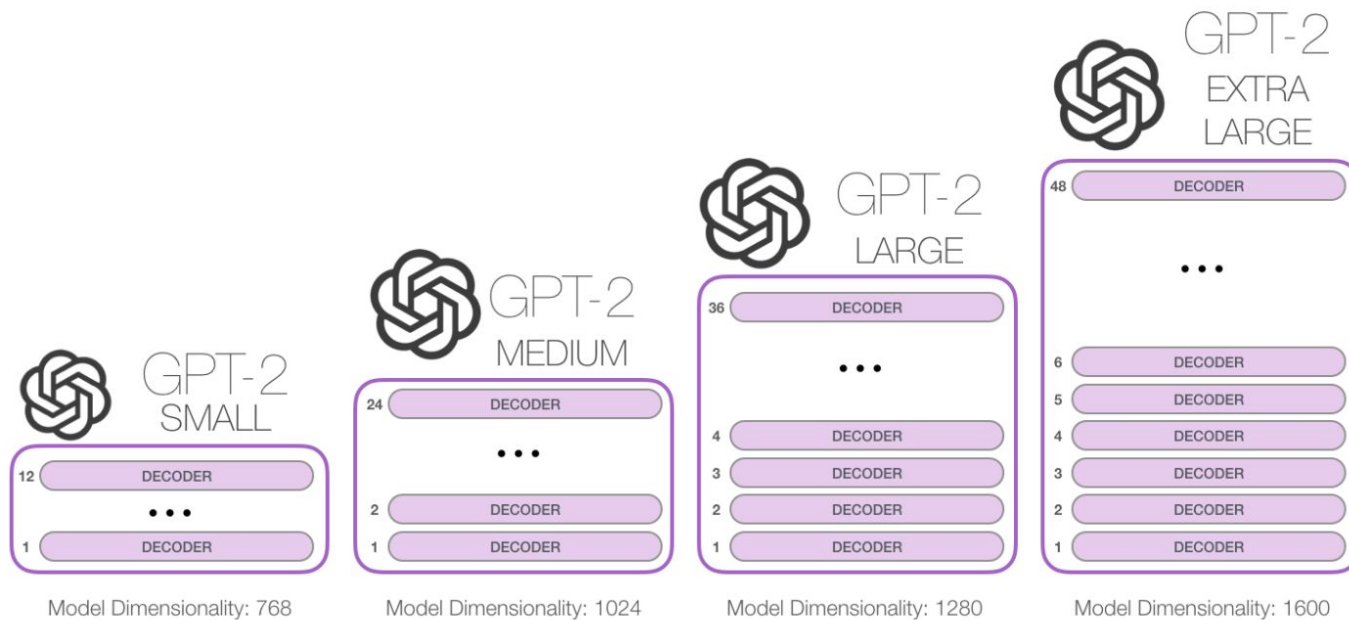 GPT-2
SMALL
12 DECODER
...
1 DECODER
Model Dimensionality: 768
GPT-2
MEDIUM
24 DECODER
...
2 DECODER
1 DECODER
Model Dimensionality: 1024
GPT-2
LARGE
36 DECODER
...
4 DECODER
3 DECODER
2 DECODER
1 DECODER
Model Dimensionality: 1280
GPT-2
EXTRA
LARGE
48 DECODER
...
6 DECODER
5 DECODER
4 DECODER
3 DECODER
2 DECODER
1 DECODER
Model Dimensionality: 1600